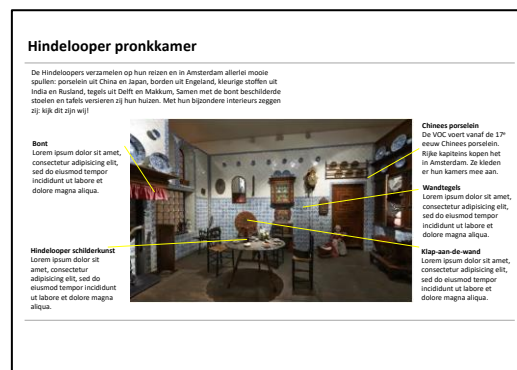 Hindelooper pronkkamer
De Hindeloopers verzamelen op hun reizen en in Amsterdam allerlei mooie
spullen: porselein uit China en Japan, borden uit Engeland, kleurige stoffen uit
India en Rusland, tegels uit Delft en Makkum, Samen met de bont beschilderde
stoelen en tafels versieren zij hun huizen. Met hun bijzondere interieurs zeggen
zij: kijk dit zijn wij!
Bont
Lorem ipsum dolor sit amet,
consectetur adipisicing elit,
sed do eiusmod tempor
incididunt ut labore et
dolore magna aliqua.
Hindelooper schilderkunst
Lorem ipsum dolor sit
amet, consectetur
adipisicing elit, sed do
eiusmod tempor incididunt
ut labore et dolore magna
aliqua.
Chinees porselein
De VOC voert vanaf de 17e
eeuw Chinees porselein.
Rijke kapiteins kopen het
in Amsterdam. Ze kleden
er hun kamers mee aan.
Wandtegels
Lorem ipsum dolor sit amet,
consectetur adipisicing elit,
sed do eiusmod tempor
incididunt ut labore et
dolore magna aliqua.
Klap-aan-de-wand
Lorem ipsum dolor sit amet,
consectetur adipisicing elit,
sed do eiusmod tempor
incididunt ut labore et
dolore magna aliqua.